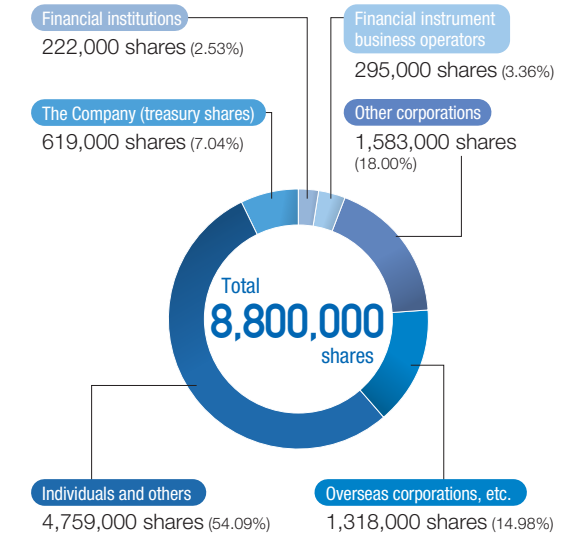 Financial institutions
222,000 shares (2.53%)
Financial instrument
business operators
295,000 shares (3.36%)
The Company (treasury shares)
619,000 shares (7.04%)
Other corporations
1,583,000 shares
(18.00%)
Total
8,800,000
shares
Individuals and others
4,759,000 shares (54.09%)
Overseas corporations, etc.
1,318,000 shares (14.98%)